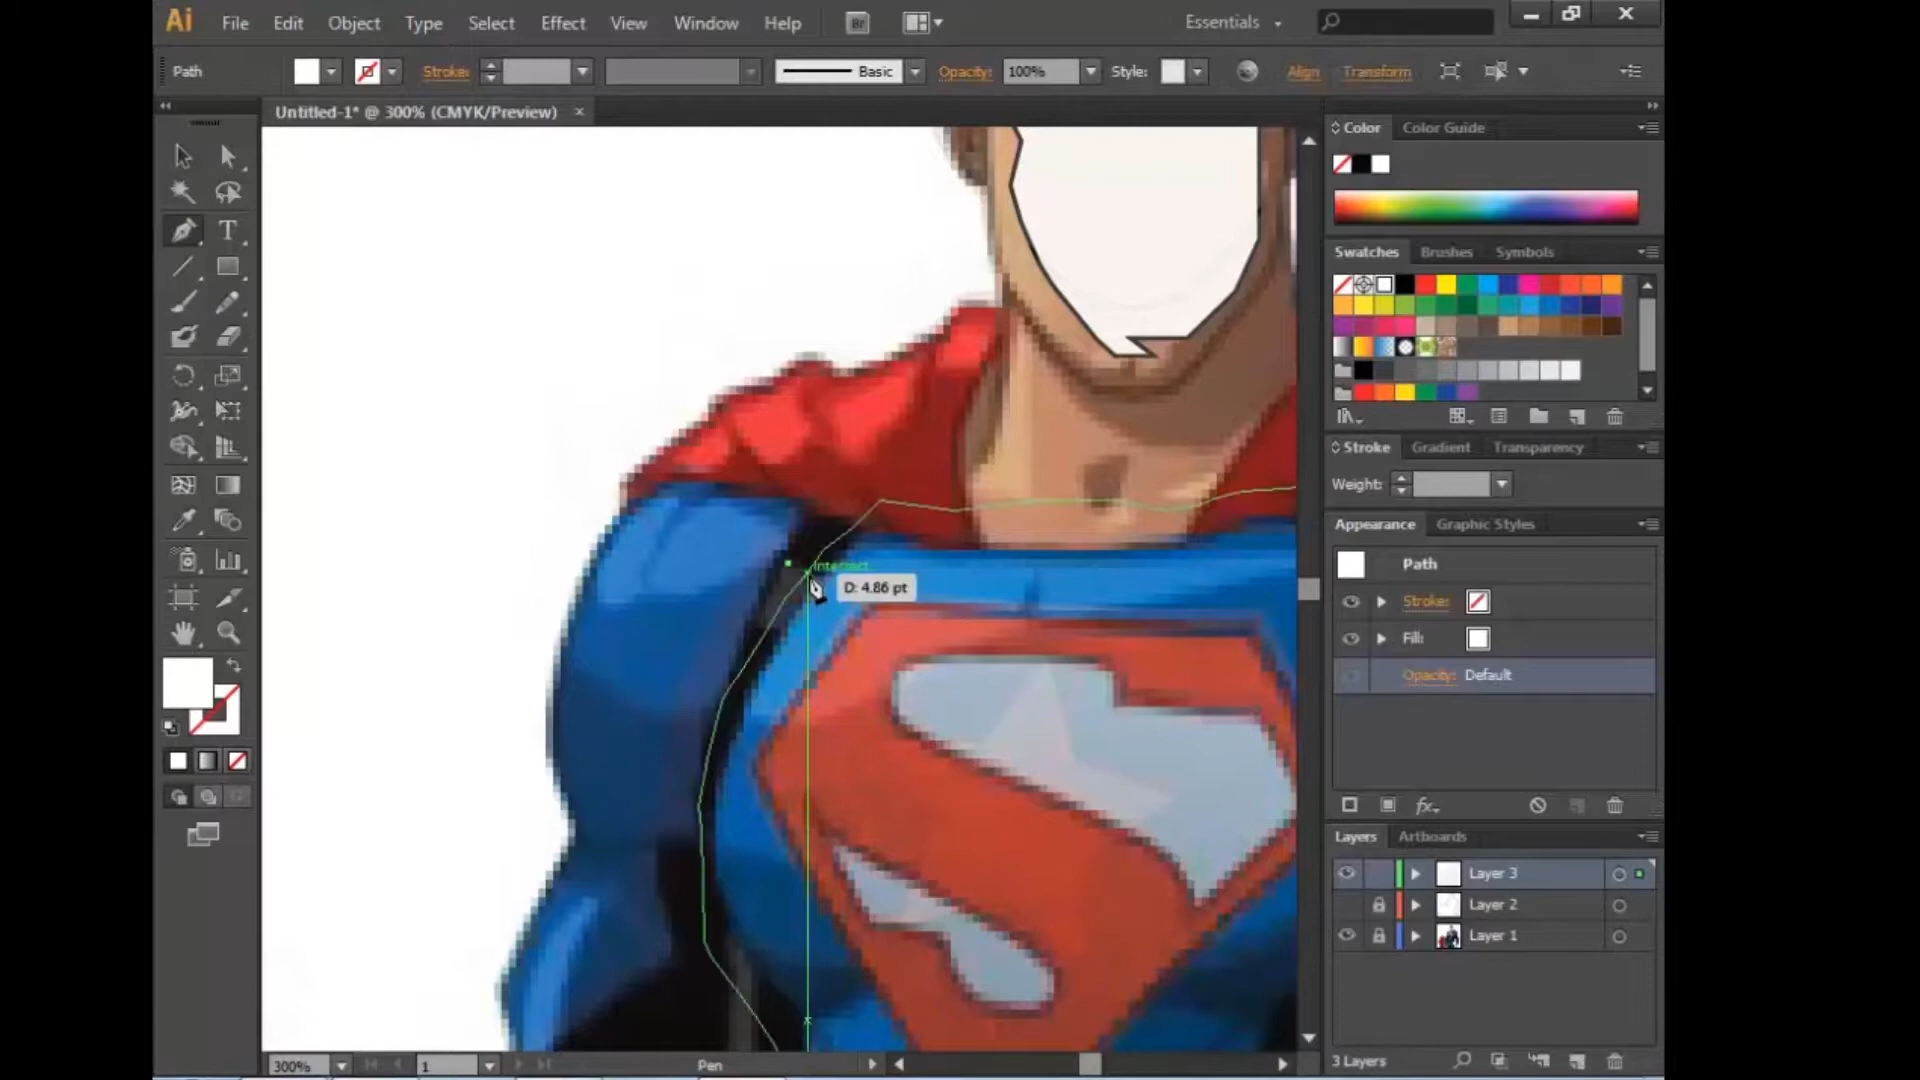 Ai File Edit Object Type Select Effect View Window Help Br Essentials
Path Stroke: Basic Opacity: 100% Style: Align Transform
Untitled-1* @ 300% (CMYK/Preview)
Color Color Guide
Swatches Brushes Symbols
Stroke Gradient Transparency
Weight:
Appearance Graphic Styles
Path
Stroke:
Fill:
Opacity: Default
fx
Intersect
D: 4.86 pt
Layers Artboards
Layer 3
Layer 2
Layer 1
3 Layers
300% 1 Pen